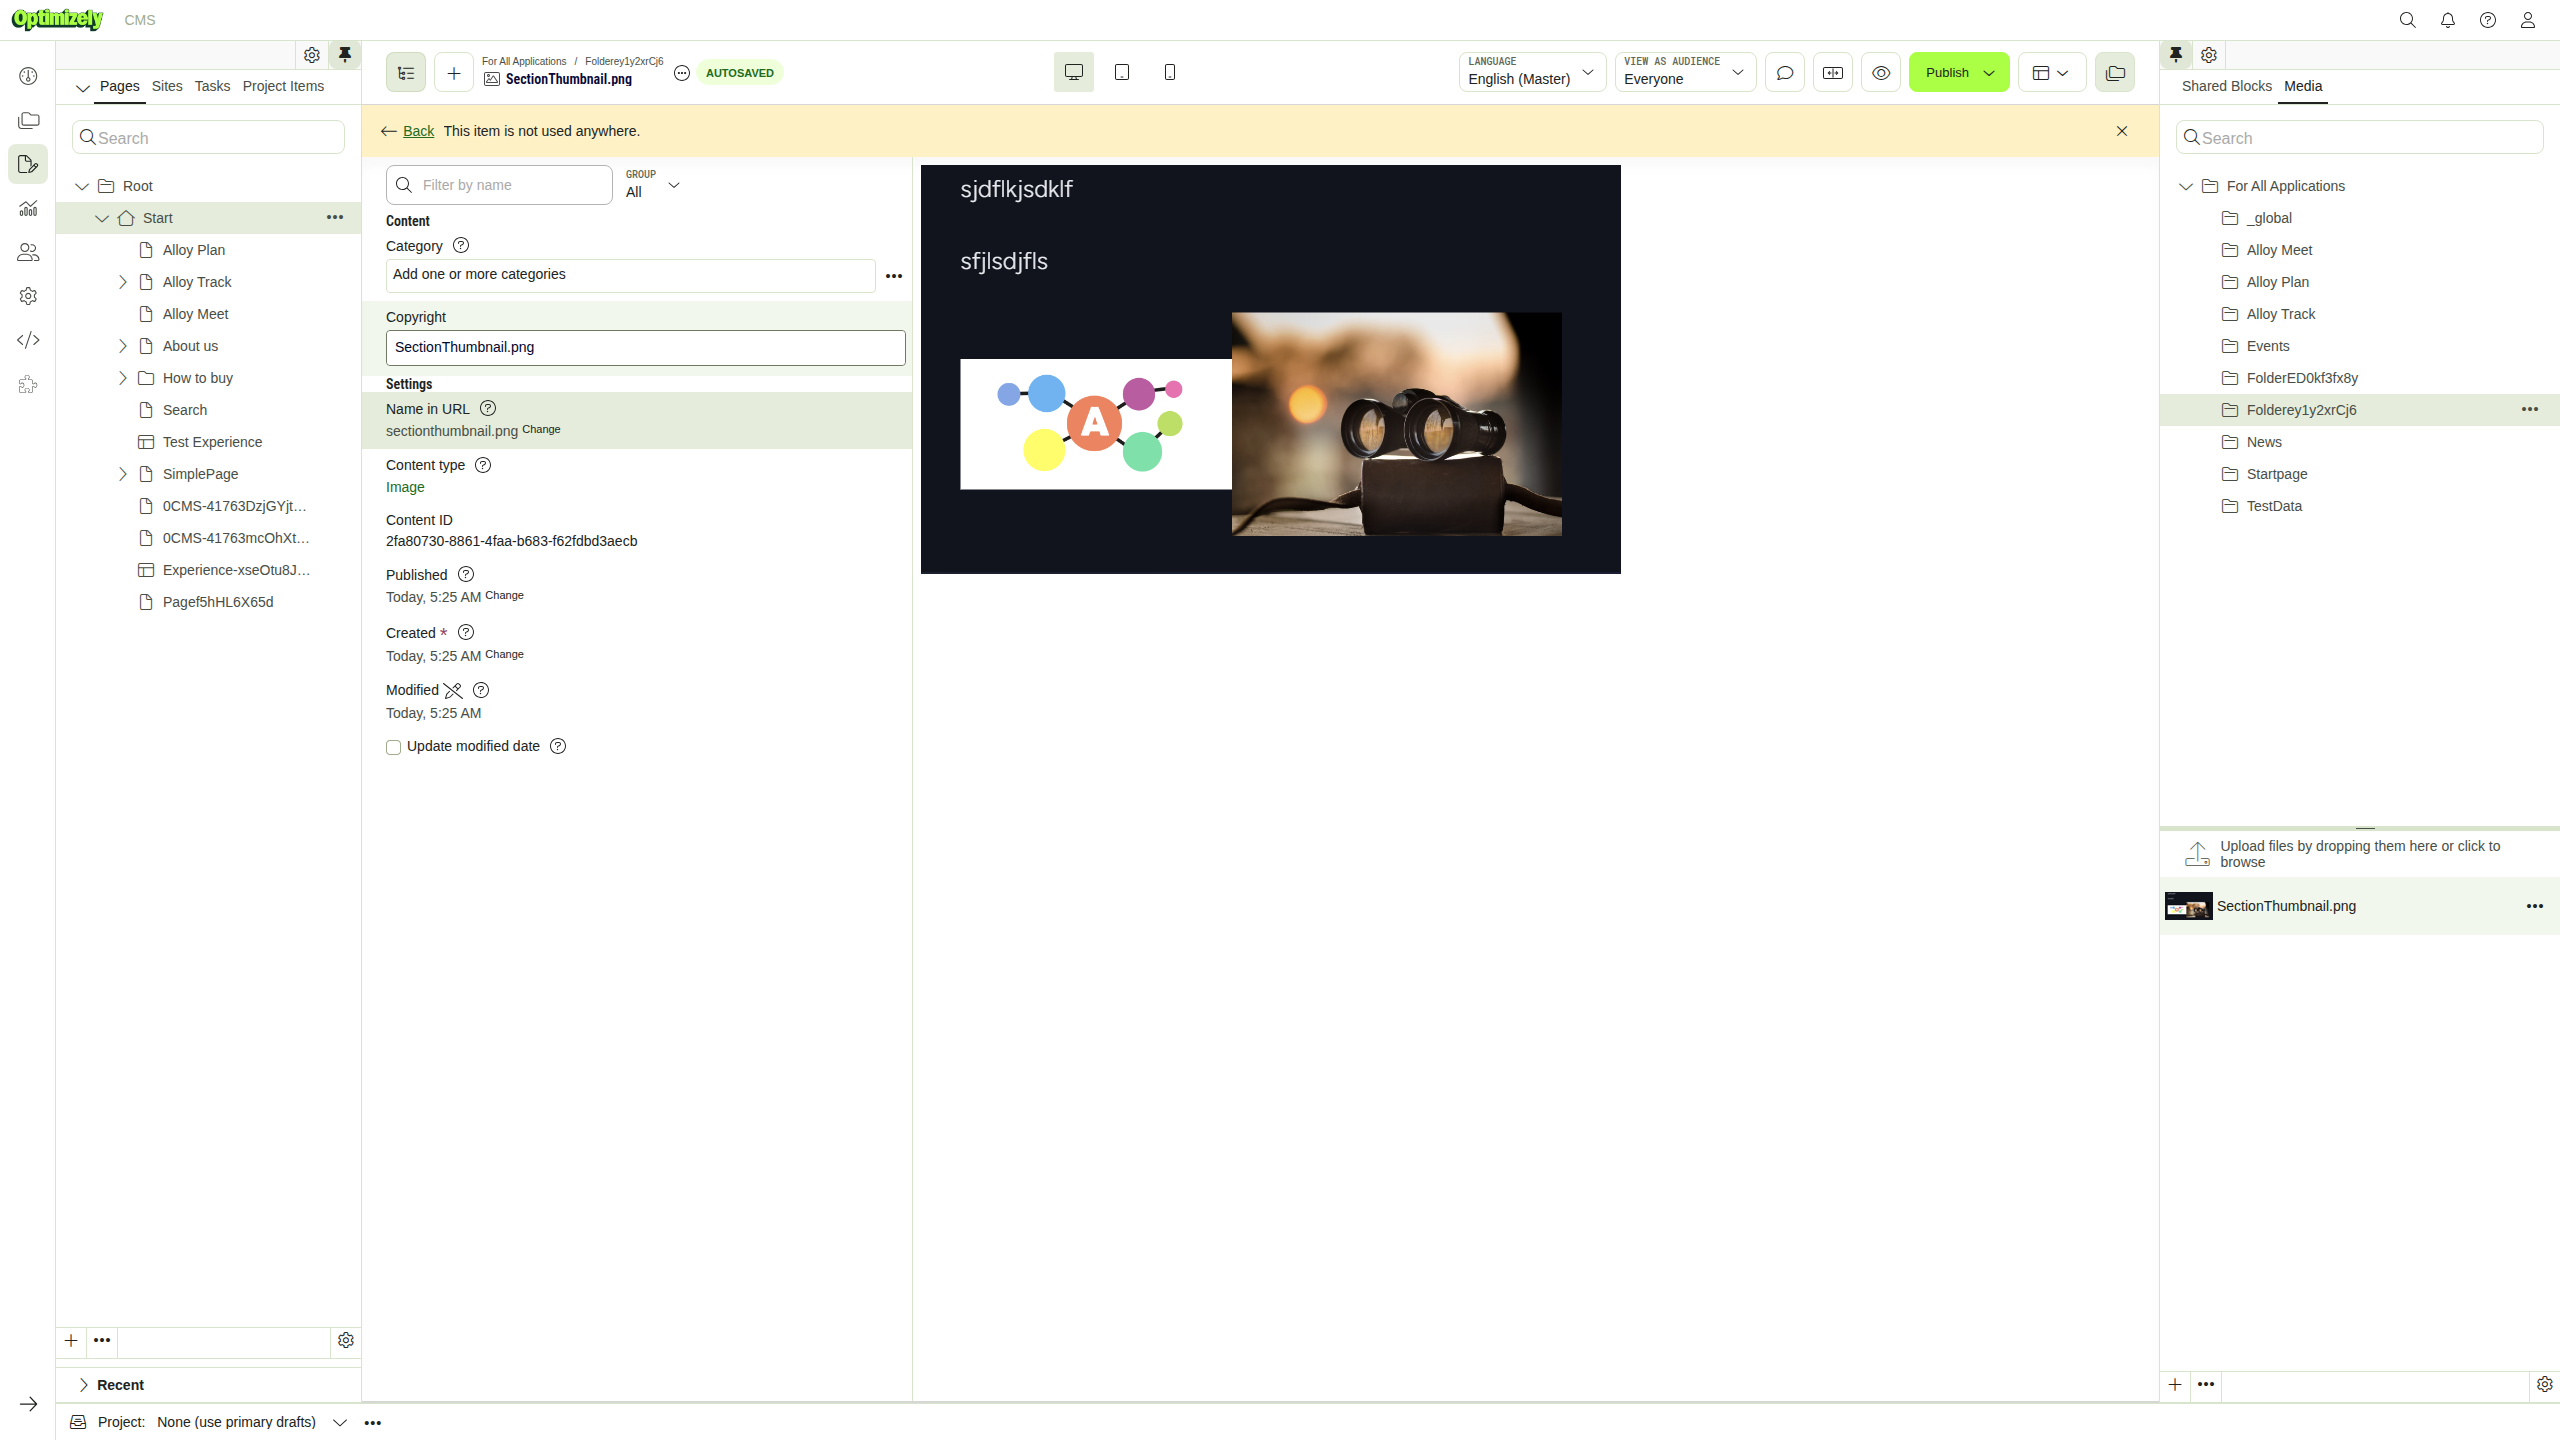 Optimizely CMS
Pages Sites Tasks Project Items
Search
Root
Start
Alloy Plan
Alloy Track
Alloy Meet
About us
How to buy
Search
Test Experience
SimplePage
0CMS-41763DzjGYjt…
0CMS-41763mcOhXt…
Experience-xseOtu8J…
Pagef5hHL6X65d
Recent
Project: None (use primary drafts)
For All Applications / Folderey1y2xrCj6
SectionThumbnail.png
AUTOSAVED
LANGUAGE
English (Master)
VIEW AS AUDIENCE
Everyone
Publish
Back This item is not used anywhere.
Filter by name
GROUP
All
Content
Category
Add one or more categories
Copyright
SectionThumbnail.png
Settings
Name in URL
sectionthumbnail.png Change
Content type
Image
Content ID
2fa80730-8861-4faa-b683-f62fdbd3aecb
Published
Today, 5:25 AM Change
Created *
Today, 5:25 AM Change
Modified
Today, 5:25 AM
Update modified date
sjdflkjsdklf
sfjlsdjfls
A
Shared Blocks Media
Search
For All Applications
_global
Alloy Meet
Alloy Plan
Alloy Track
Events
FolderED0kf3fx8y
Folderey1y2xrCj6
News
Startpage
TestData
Upload files by dropping them here or click to
browse
SectionThumbnail.png